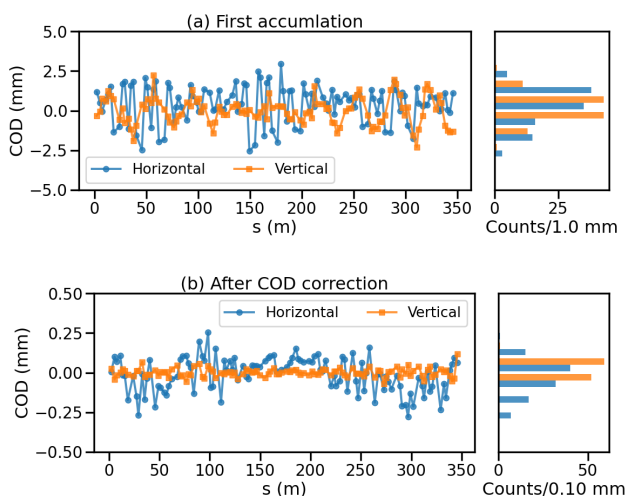 (a) First accumlation
COD (mm)
5.0
2.5
0.0
−2.5
−5.0
Horizontal
Vertical
0 50 100 150 200 250 300 350
s (m)
0 25
Counts/1.0 mm
(b) After COD correction
COD (mm)
0.50
0.25
0.00
−0.25
−0.50
Horizontal
Vertical
0 50 100 150 200 250 300 350
s (m)
0 50
Counts/0.10 mm